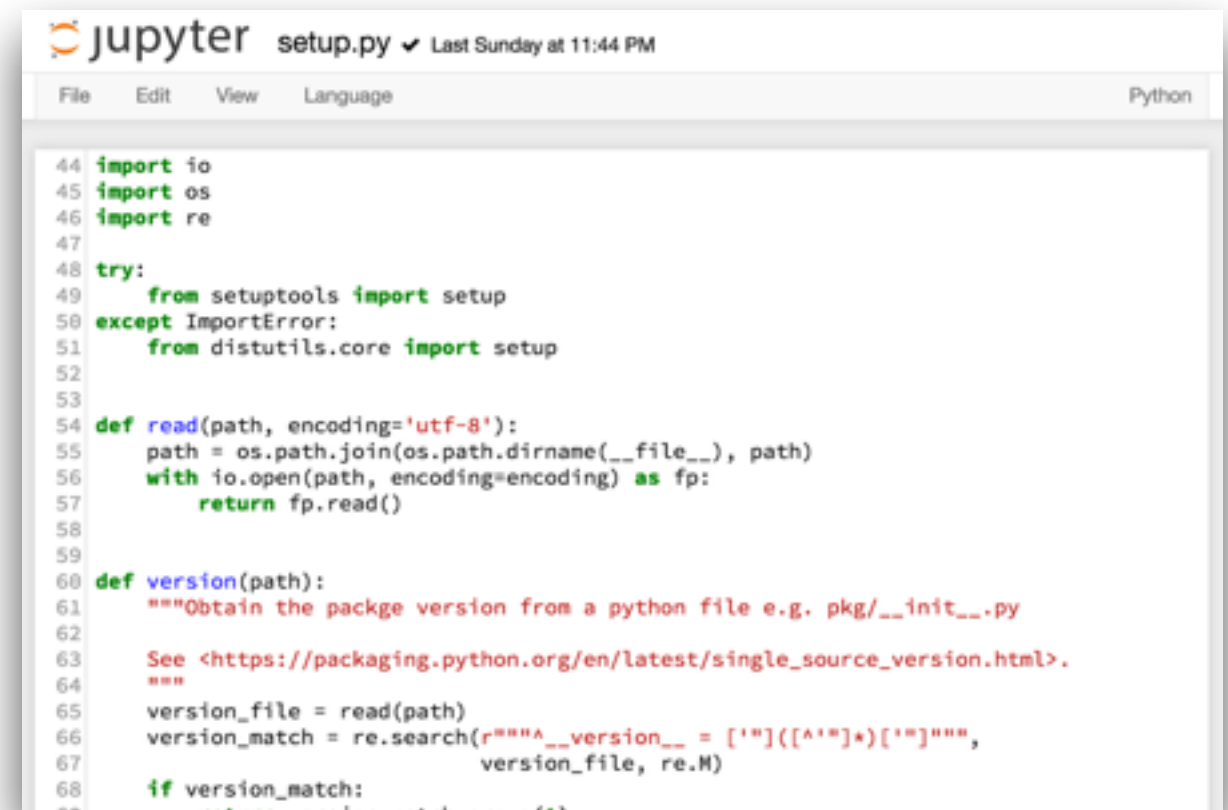 jupyter setup.py ✔ Last Sunday at 11:44 PM
File Edit View Language Python
44 import io
45 import os
46 import re
47
48 try:
49     from setuptools import setup
50 except ImportError:
51     from distutils.core import setup
52
53
54 def read(path, encoding='utf-8'):
55     path = os.path.join(os.path.dirname(__file__), path)
56     with io.open(path, encoding=encoding) as fp:
57         return fp.read()
58
59
60 def version(path):
61     """Obtain the packge version from a python file e.g. pkg/__init__.py
62
63     See <https://packaging.python.org/en/latest/single_source_version.html>.
64     """
65     version_file = read(path)
66     version_match = re.search(r"""^__version__ = ['"]([^'"]*)['"]""",
67                               version_file, re.M)
68     if version_match: